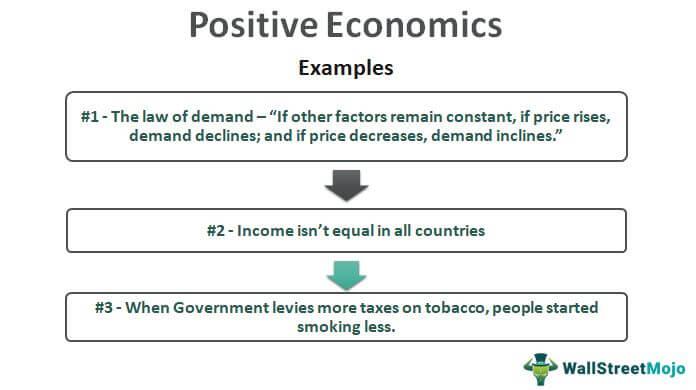 Positive Economics
Examples
#1 - The law of demand – “If other factors remain constant, if price rises,
demand declines; and if price decreases, demand inclines.”
#2 - Income isn’t equal in all countries
#3 - When Government levies more taxes on tobacco, people started
smoking less.
WallStreetMojo